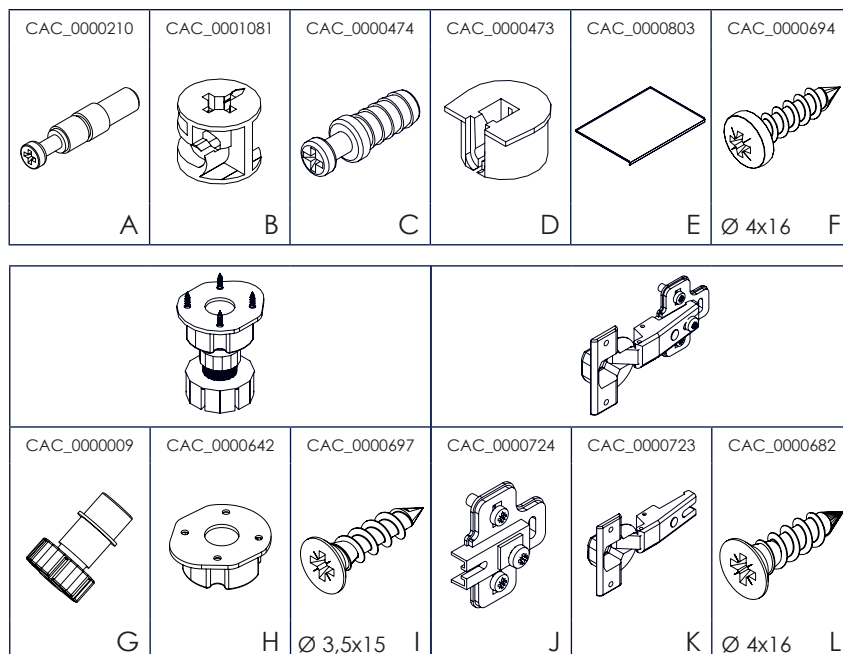 CAC_0000210 CAC_0001081 CAC_0000474 CAC_0000473 CAC_0000803 CAC_0000694
A B C D E Ø 4x16 F
CAC_0000009 CAC_0000642 CAC_0000697 CAC_0000724 CAC_0000723 CAC_0000682
G H Ø 3,5x15 I J K Ø 4x16 L